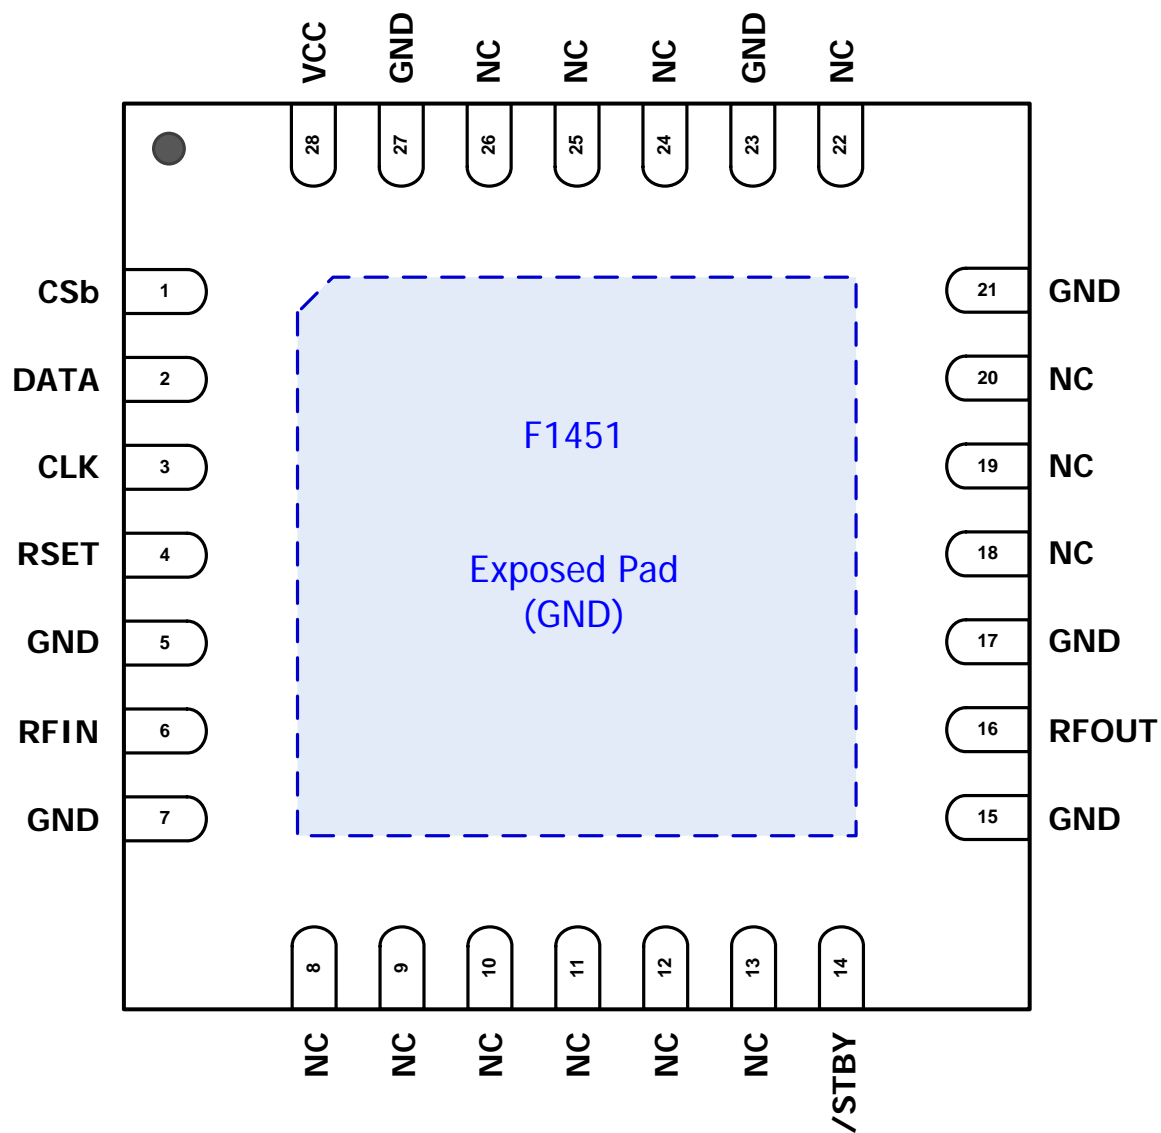 VCC
GND
NC
NC
NC
GND
NC
28
27
26
25
24
23
22
CSb 1
DATA 2
CLK 3
RSET 4
GND 5
RFIN 6
GND 7
F1451
Exposed Pad
(GND)
21 GND
20 NC
19 NC
18 NC
17 GND
16 RFOUT
15 GND
8
9
10
11
12
13
14
NC
NC
NC
NC
NC
NC
/STBY